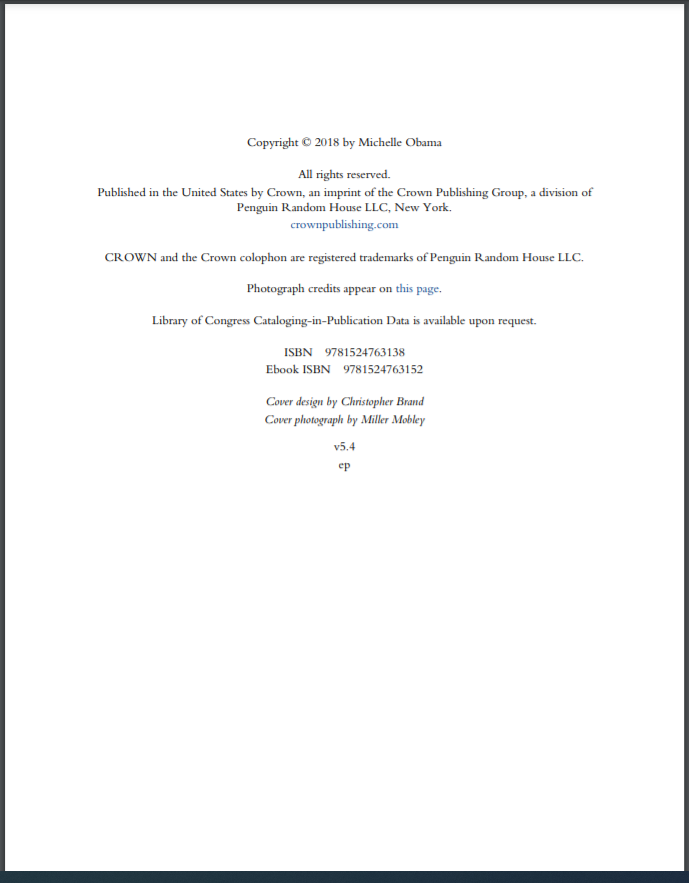 Copyright © 2018 by Michelle Obama
All rights reserved.
Published in the United States by Crown, an imprint of the Crown Publishing Group, a division of
Penguin Random House LLC, New York.
crownpublishing.com
CROWN and the Crown colophon are registered trademarks of Penguin Random House LLC.
Photograph credits appear on this page.
Library of Congress Cataloging-in-Publication Data is available upon request.
ISBN 9781524763138
Ebook ISBN 9781524763152
Cover design by Christopher Brand
Cover photograph by Miller Mobley
v5.4
ep